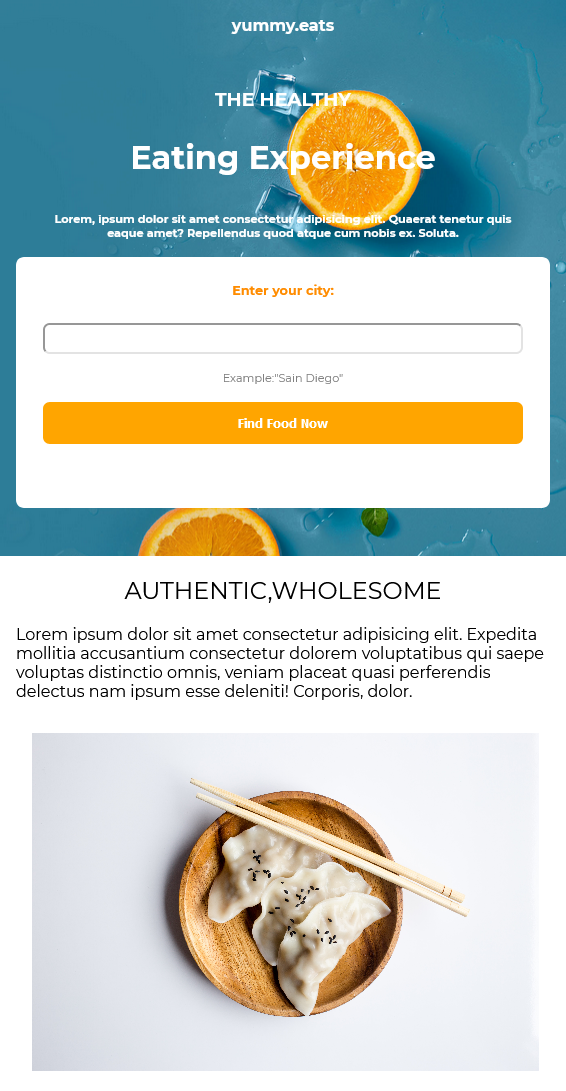 yummy.eats
THE HEALTHY
Eating Experience
Lorem, ipsum dolor sit amet consectetur adipisicing elit. Quaerat tenetur quis
eaque amet? Repellendus quod atque cum nobis ex. Soluta.
Enter your city:
Example:"Sain Diego"
Find Food Now
AUTHENTIC,WHOLESOME
Lorem ipsum dolor sit amet consectetur adipisicing elit. Expedita
mollitia accusantium consectetur dolorem voluptatibus qui saepe
voluptas distinctio omnis, veniam placeat quasi perferendis
delectus nam ipsum esse deleniti! Corporis, dolor.